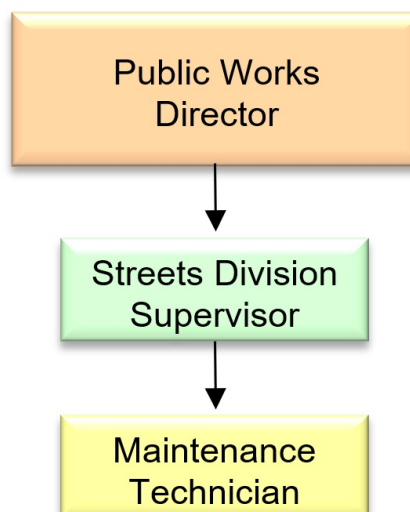 Public Works
Director
Streets Division
Supervisor
Maintenance
Technician